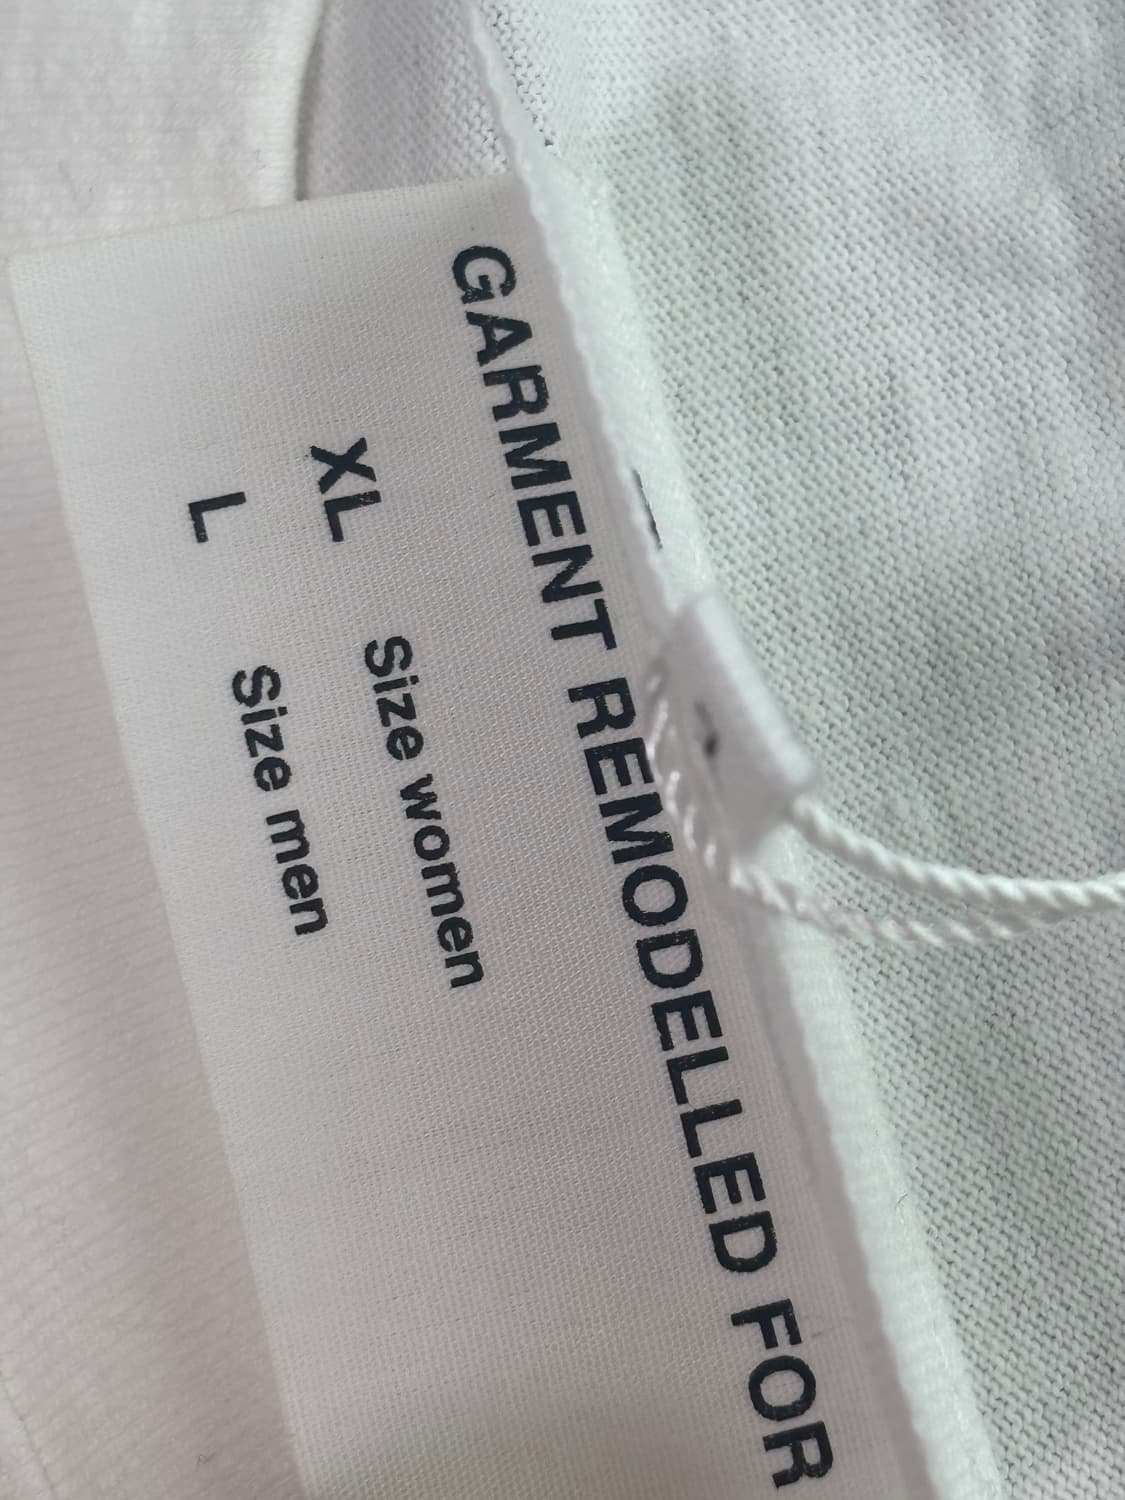 GARMENT REMODELLED FOR
XL Size women
L Size men